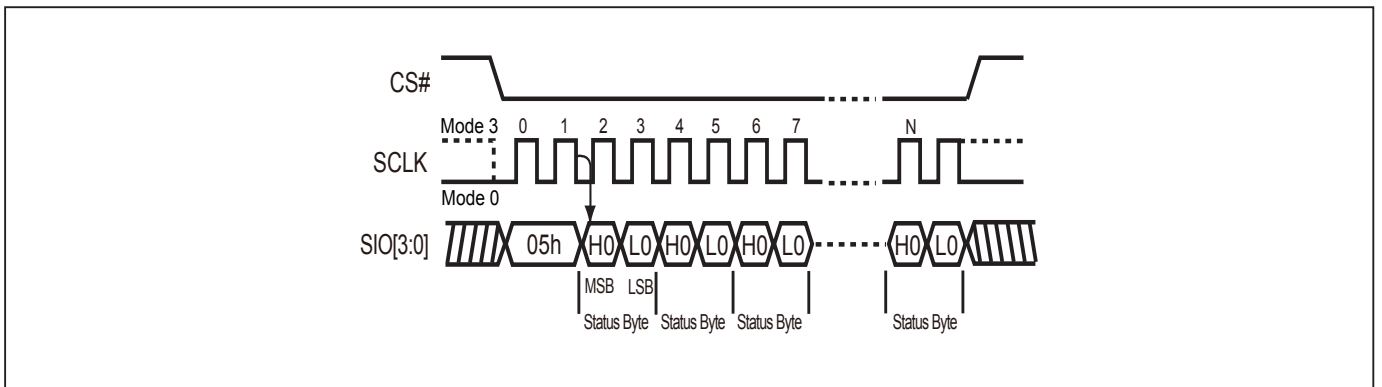 CS#
Mode 3 0 1 2 3 4 5 6 7 N
SCLK
Mode 0
SIO[3:0] 05h H0 L0 H0 L0 H0 L0 H0 L0
MSB LSB
Status Byte Status Byte Status Byte Status Byte